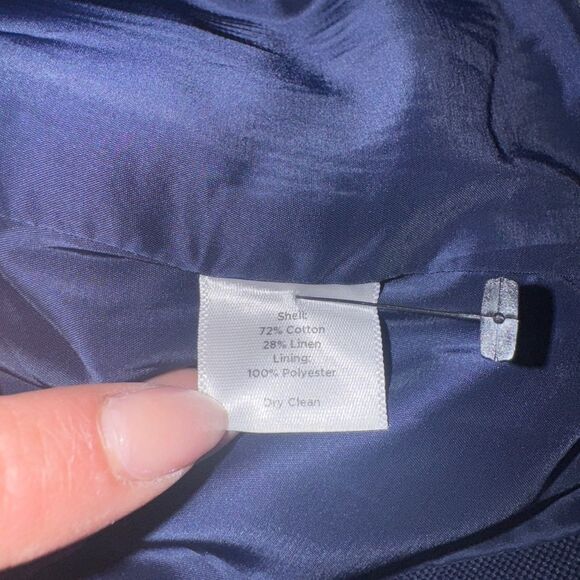 Shell:
72% Cotton
28% Linen
Lining:
100% Polyester
Dry Clean